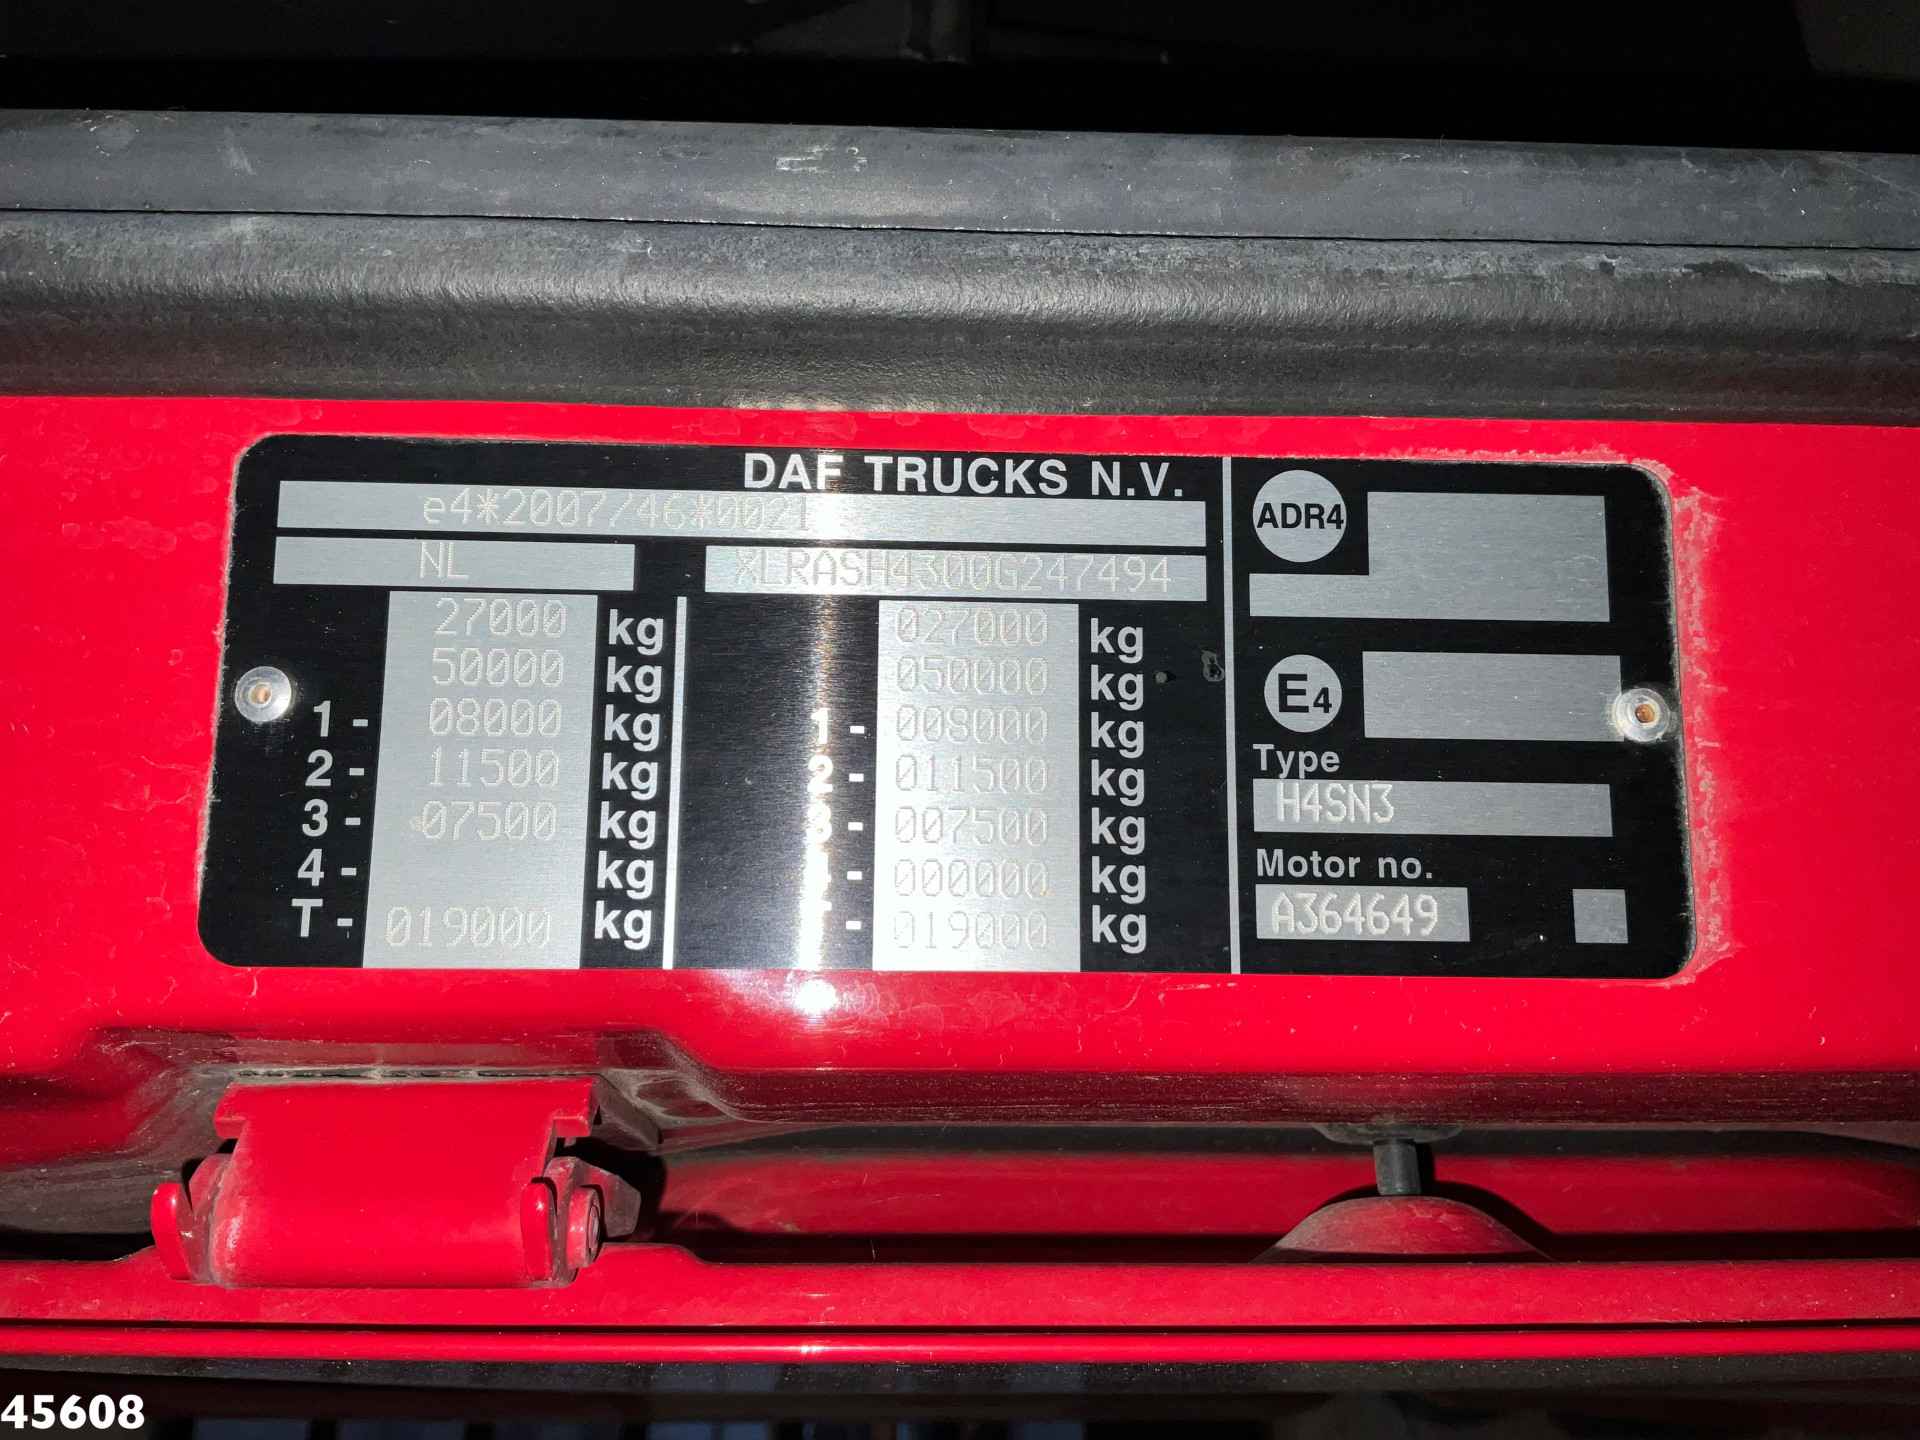 DAF TRUCKS N.V.
e4*2007/46*0021
NL
XLRASH4300G247494
27000 kg
50000 kg
1- 08000 kg
2- 11500 kg
3- 07500 kg
4- kg
T- 019000 kg
027000 kg
050000 kg
1- 008000 kg
2- 011500 kg
3- 007500 kg
4- 000000 kg
T- 019000 kg
ADR4
E4
Type
H4SN3
Motor no.
A364649
45608